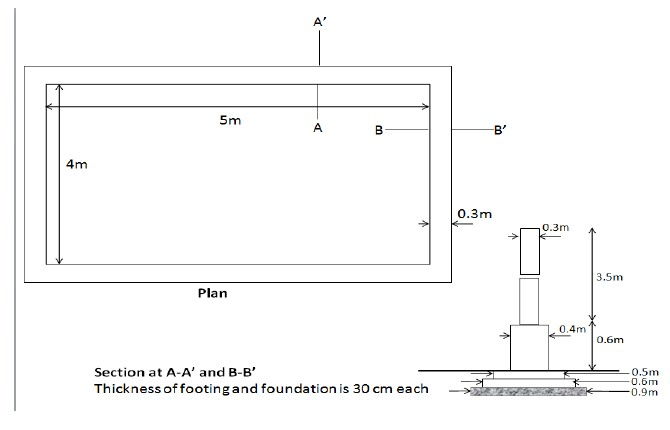 A'
5m
A
B
B'
4m
0.3m
Plan
0.3m
3.5m
0.4m
0.6m
Section at A-A' and B-B'
Thickness of footing and foundation is 30 cm each
0.5m
0.6m
0.9m